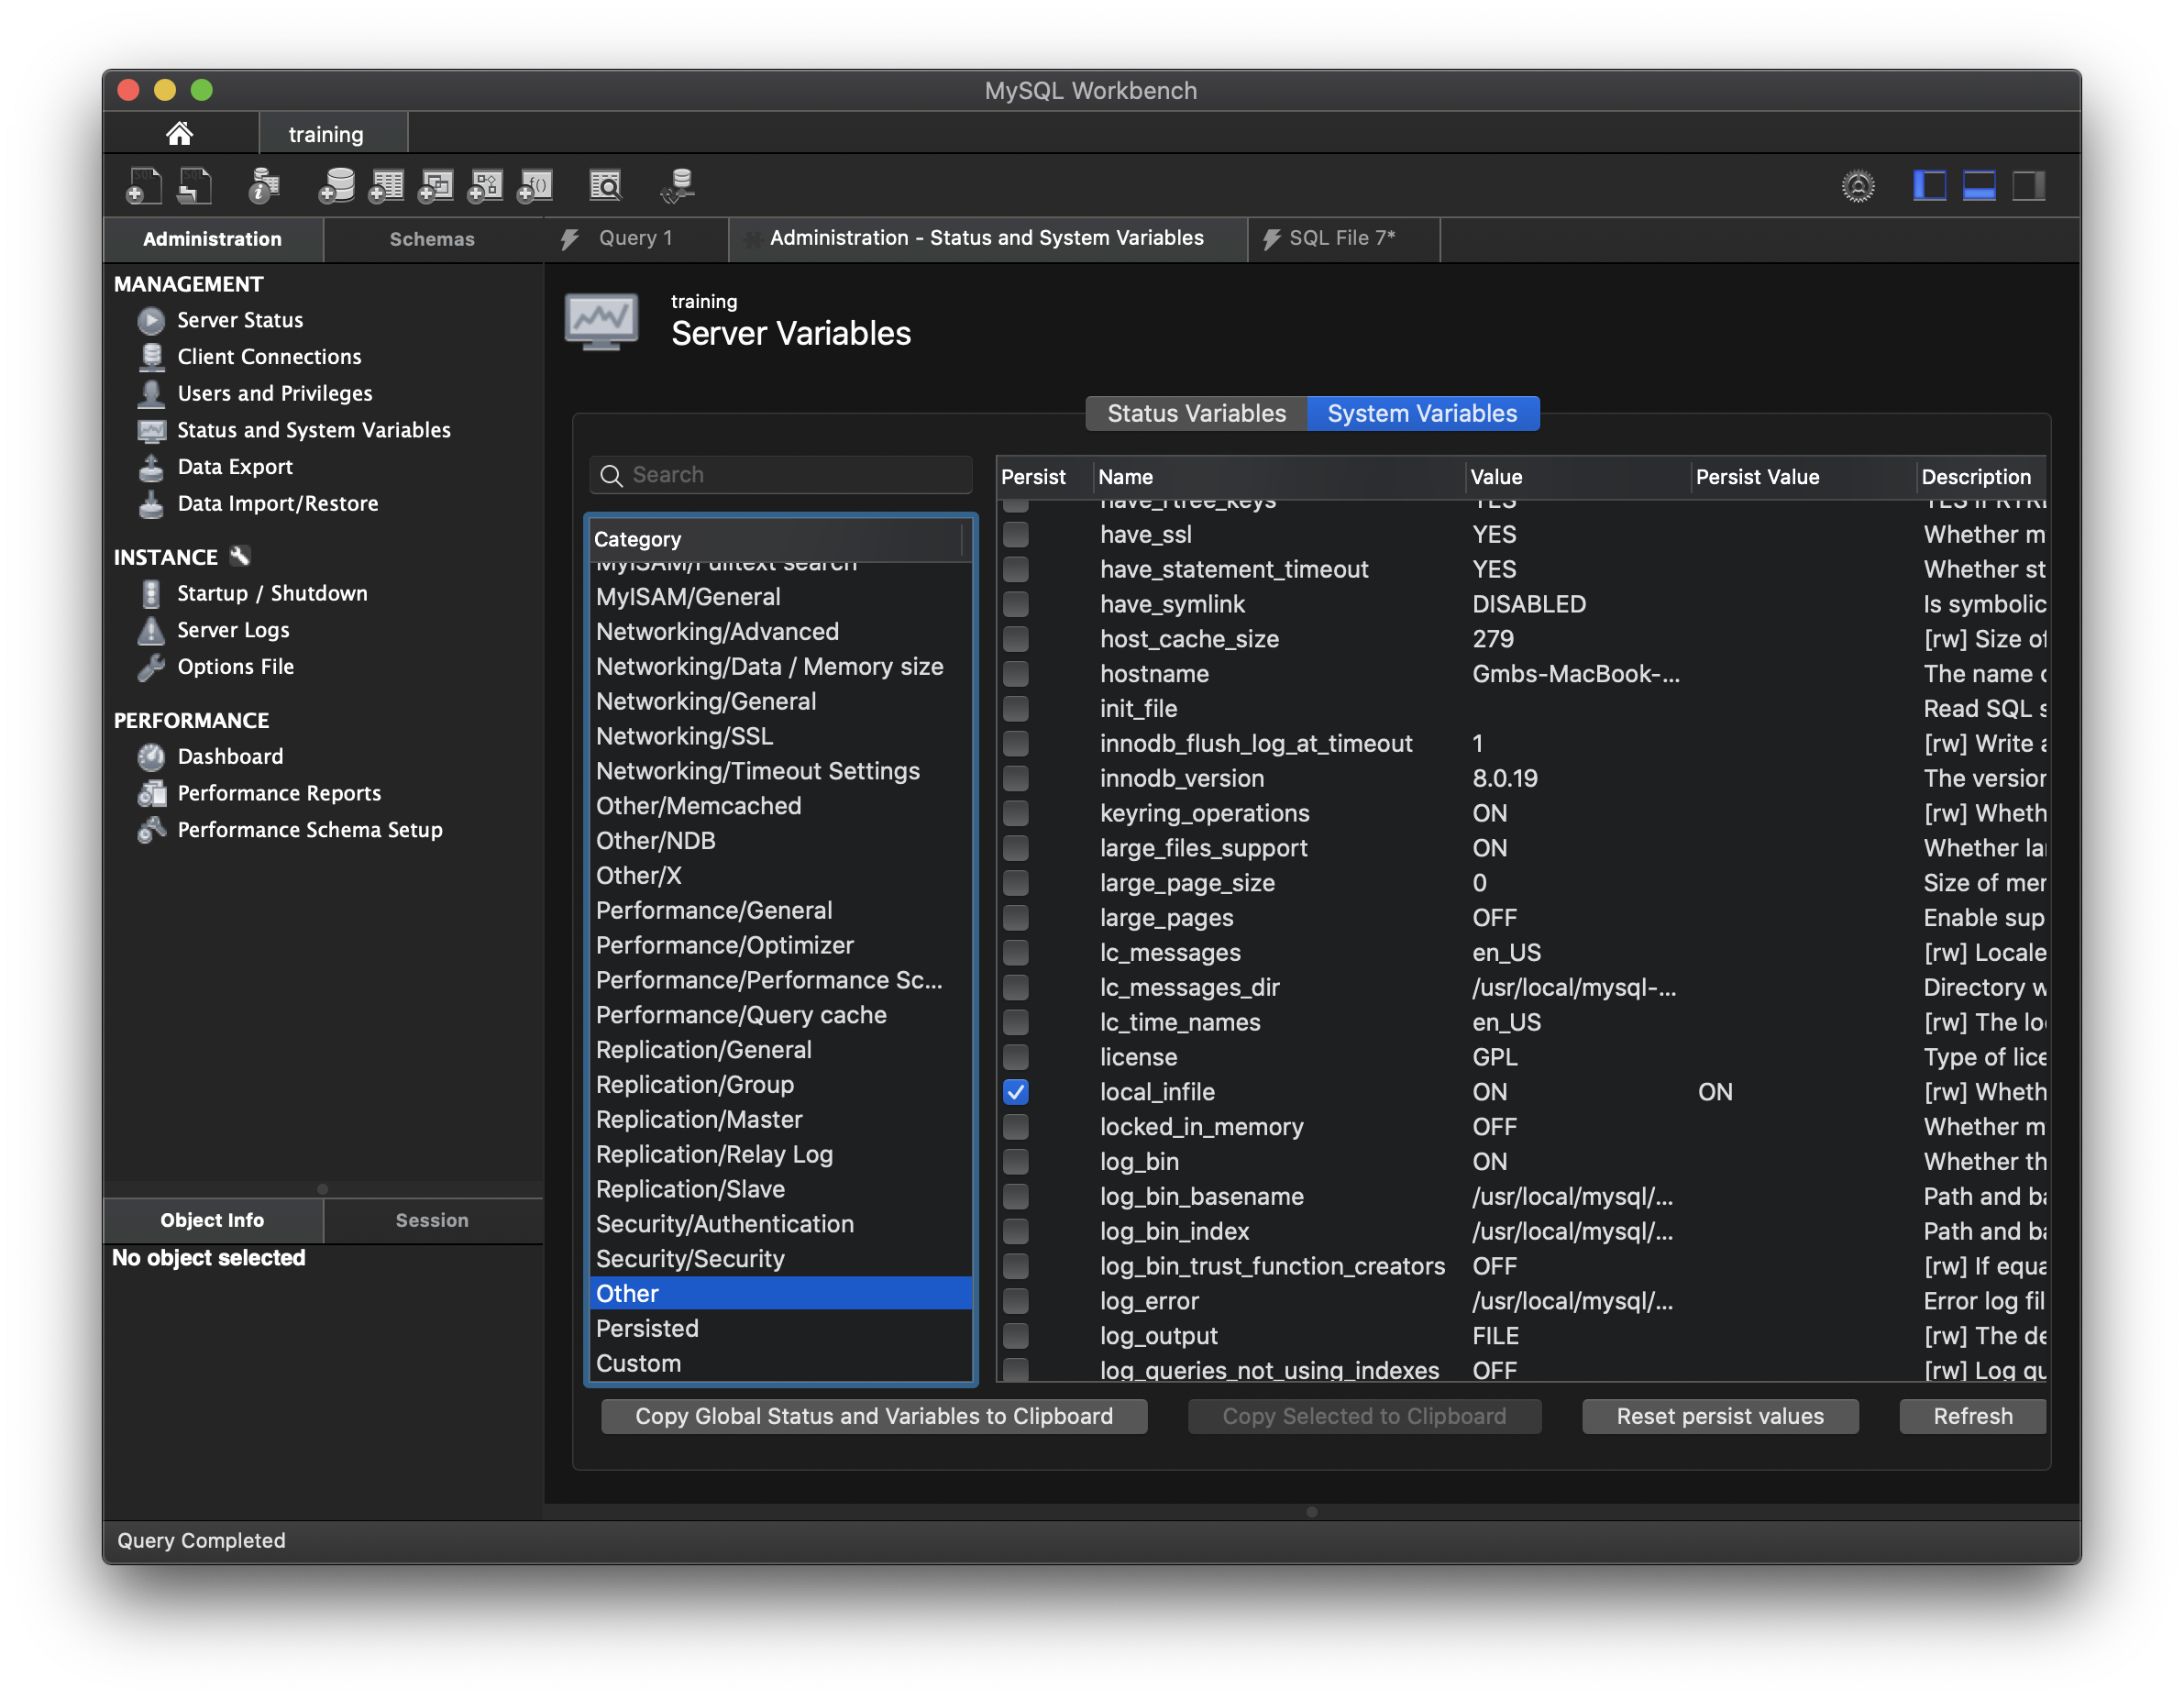 MySQL Workbench
training
Administration
Schemas
Query 1
Administration - Status and System Variables
SQL File 7*
MANAGEMENT
Server Status
Client Connections
Users and Privileges
Status and System Variables
Data Export
Data Import/Restore
INSTANCE
Startup / Shutdown
Server Logs
Options File
PERFORMANCE
Dashboard
Performance Reports
Performance Schema Setup
Object Info
Session
No object selected
training
Server Variables
Status Variables
System Variables
Search
Category
MyISAM/Fulltext search
MyISAM/General
Networking/Advanced
Networking/Data / Memory size
Networking/General
Networking/SSL
Networking/Timeout Settings
Other/Memcached
Other/NDB
Other/X
Performance/General
Performance/Optimizer
Performance/Performance Sc...
Performance/Query cache
Replication/General
Replication/Group
Replication/Master
Replication/Relay Log
Replication/Slave
Security/Authentication
Security/Security
Other
Persisted
Custom
Persist Name Value Persist Value Description
have_rtree_keys YES YES if RTR
have_ssl YES Whether m
have_statement_timeout YES Whether st
have_symlink DISABLED Is symbolic
host_cache_size 279 [rw] Size of
hostname Gmbs-MacBook-... The name
init_file Read SQL s
innodb_flush_log_at_timeout 1 [rw] Write a
innodb_version 8.0.19 The version
keyring_operations ON [rw] Wheth
large_files_support ON Whether la
large_page_size 0 Size of mer
large_pages OFF Enable sup
lc_messages en_US [rw] Locale
lc_messages_dir /usr/local/mysql-... Directory w
lc_time_names en_US [rw] The lo
license GPL Type of lice
local_infile ON ON [rw] Wheth
locked_in_memory OFF Whether m
log_bin ON Whether th
log_bin_basename /usr/local/mysql/... Path and ba
log_bin_index /usr/local/mysql/... Path and ba
log_bin_trust_function_creators OFF [rw] If equa
log_error /usr/local/mysql/... Error log fil
log_output FILE [rw] The de
log_queries_not_using_indexes OFF [rw] Log qu
Copy Global Status and Variables to Clipboard
Copy Selected to Clipboard
Reset persist values
Refresh
Query Completed